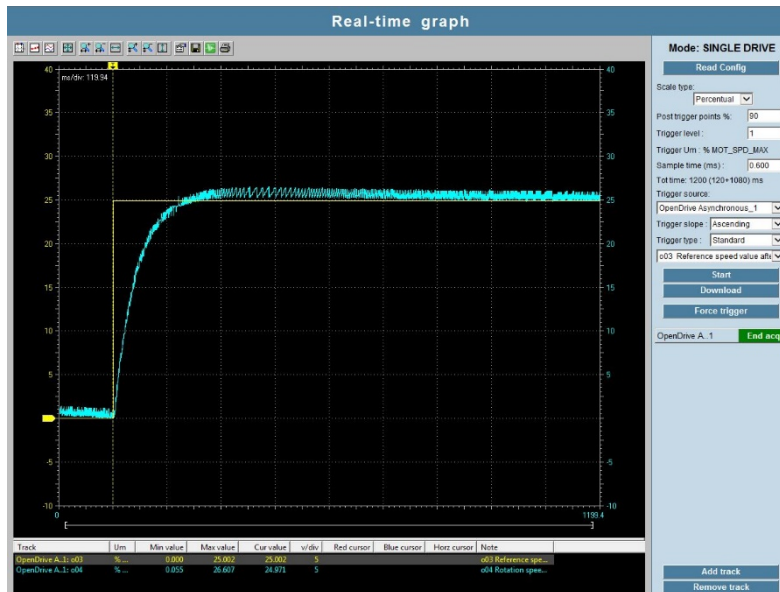 Real-time graph
Mode: SINGLE DRIVE
Read Config
Scale type:
Percentual
Post trigger points %: 90
Trigger level: 1
Trigger Um : % MOT_SPD_MAX
Sample time (ms) : 0.600
Tot time: 1200 (120+1080) ms
Trigger source:
OpenDrive Asynchronous_1
Trigger slope : Ascending
Trigger type : Standard
o03 Reference speed value afte
Start
Download
Force trigger
OpenDrive A..1 End acq
ms/div: 119.94
40 40
35 35
30 30
25 25
20 20
15 15
10 10
5 5
-5 -5
-10 -10
0 1199.4
Track Um Min value Max value Cur value v/div Red cursor Blue cursor Horz cursor Note
OpenDrive A..1: o03 % ... 0.000 25.002 25.002 5 o03 Reference spe...
OpenDrive A..1: o04 % ... 0.055 26.607 24.971 5 o04 Rotation spee...
Add track
Remove track